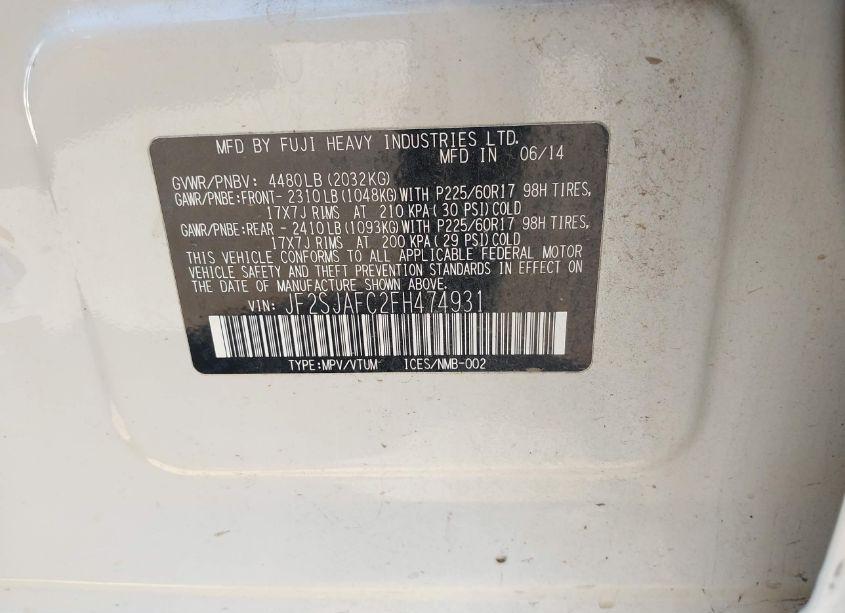 MFD BY FUJI HEAVY INDUSTRIES LTD.
MFD IN 06/14
GVWR/PNBV: 4480LB (2032KG)
GAWR/PNBE:FRONT- 2310LB (1048KG) WITH P225/60R17 98H TIRES,
17X7J RIMS AT 210 KPA( 30 PSI) COLD
GAWR/PNBE:REAR - 2410LB (1093KG) WITH P225/60R17 98H TIRES,
17X7J RIMS AT 200 KPA( 29 PSI) COLD
THIS VEHICLE CONFORMS TO ALL APPLICABLE FEDERAL MOTOR
VEHICLE SAFETY AND THEFT PREVENTION STANDARDS IN EFFECT ON
THE DATE OF MANUFACTURE SHOWN ABOVE.
VIN: JF2SJAFC2FH474931
TYPE:MPV/VTUM ICES/NMB-002